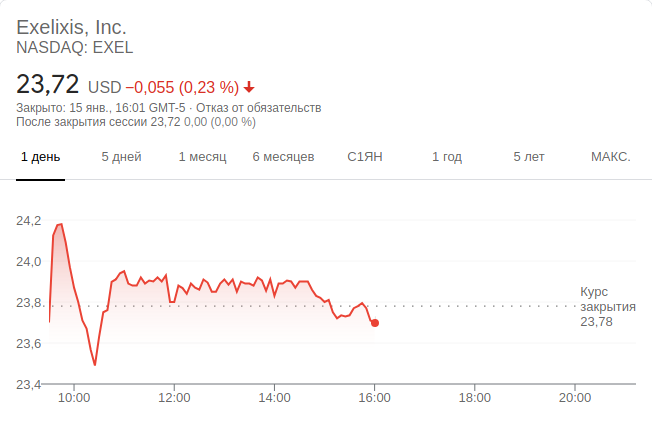 Exelixis, Inc.
NASDAQ: EXEL
23,72 USD −0,055 (0,23 %)
Закрыто: 15 янв., 16:01 GMT-5 · Отказ от обязательств
После закрытия сессии 23,72 0,00 (0,00 %)
1 день 5 дней 1 месяц 6 месяцев С1ЯН 1 год 5 лет МАКС.
24,2
24,0
23,8
23,6
23,4
Курс
закрытия
23,78
10:00 12:00 14:00 16:00 18:00 20:00